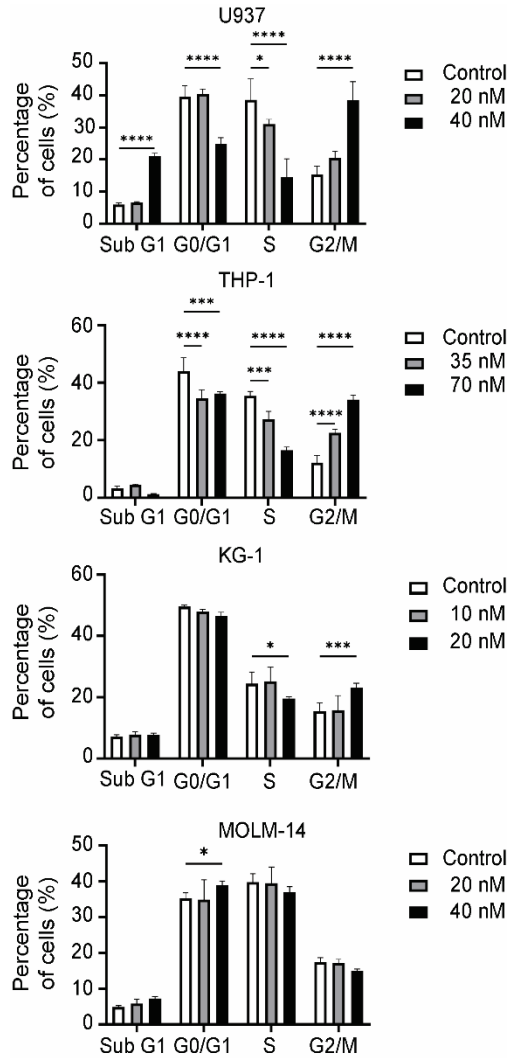 U937
Percentage
of cells (%)
50
40
30
20
10
0
****
****
****
*
****
Sub G1 G0/G1 S G2/M
Control
20 nM
40 nM
THP-1
Percentage
of cells (%)
60
40
20
0
***
****
****
***
****
****
Sub G1 G0/G1 S G2/M
Control
35 nM
70 nM
KG-1
Percentage
of cells (%)
60
40
20
0
*
***
Sub G1 G0/G1 S G2/M
Control
10 nM
20 nM
MOLM-14
Percentage
of cells (%)
50
40
30
20
10
0
*
Sub G1 G0/G1 S G2/M
Control
20 nM
40 nM